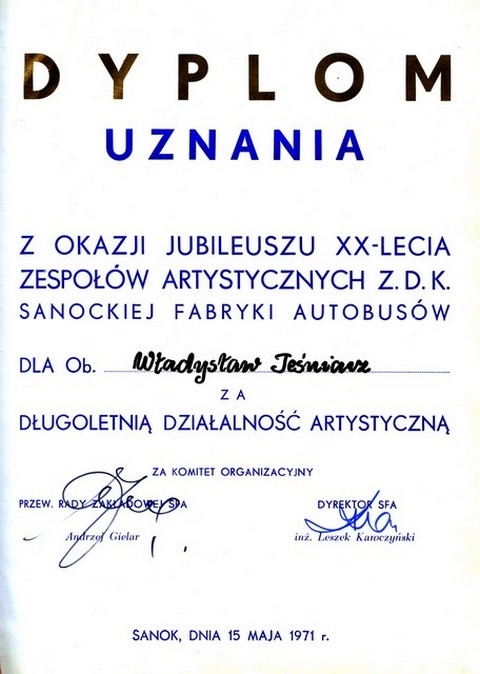 DYPLOM
UZNANIA
Z OKAZJI JUBILEUSZU XX-LECIA
ZESPOŁÓW ARTYSTYCZNYCH Z.D.K.
SANOCKIEJ FABRYKI AUTOBUSÓW
DLA Ob. Władysław Jeśniarz
ZA
DŁUGOLETNIĄ DZIAŁALNOŚĆ ARTYSTYCZNĄ
ZA KOMITET ORGANIZACYJNY
PRZEW. RADY ZAKŁADOWEJ SFA
DYREKTOR SFA
Andrzej Gielar
inż. Leszek Kawczyński
SANOK, DNIA 15 MAJA 1971 r.